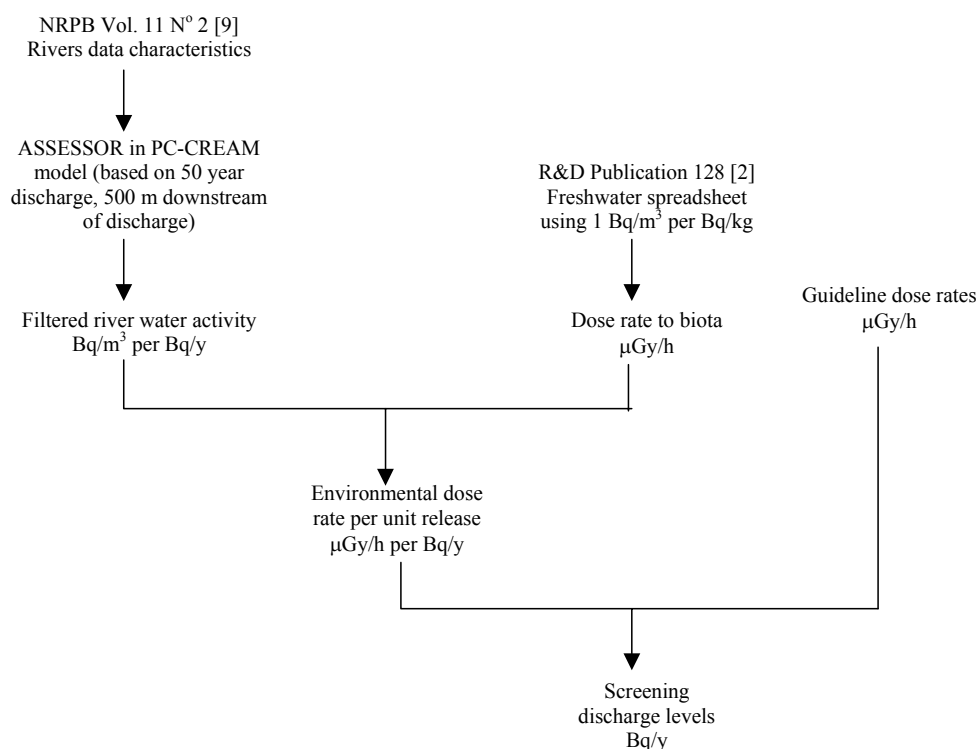 NRPB Vol. 11 Nº 2 [9]
Rivers data characteristics
ASSESSOR in PC-CREAM
model (based on 50 year
discharge, 500 m downstream
of discharge)
R&D Publication 128 [2]
Freshwater spreadsheet
using 1 Bq/m³ per Bq/kg
Filtered river water activity
Bq/m³ per Bq/y
Dose rate to biota
μGy/h
Guideline dose rates
μGy/h
Environmental dose
rate per unit release
μGy/h per Bq/y
Screening
discharge levels
Bq/y